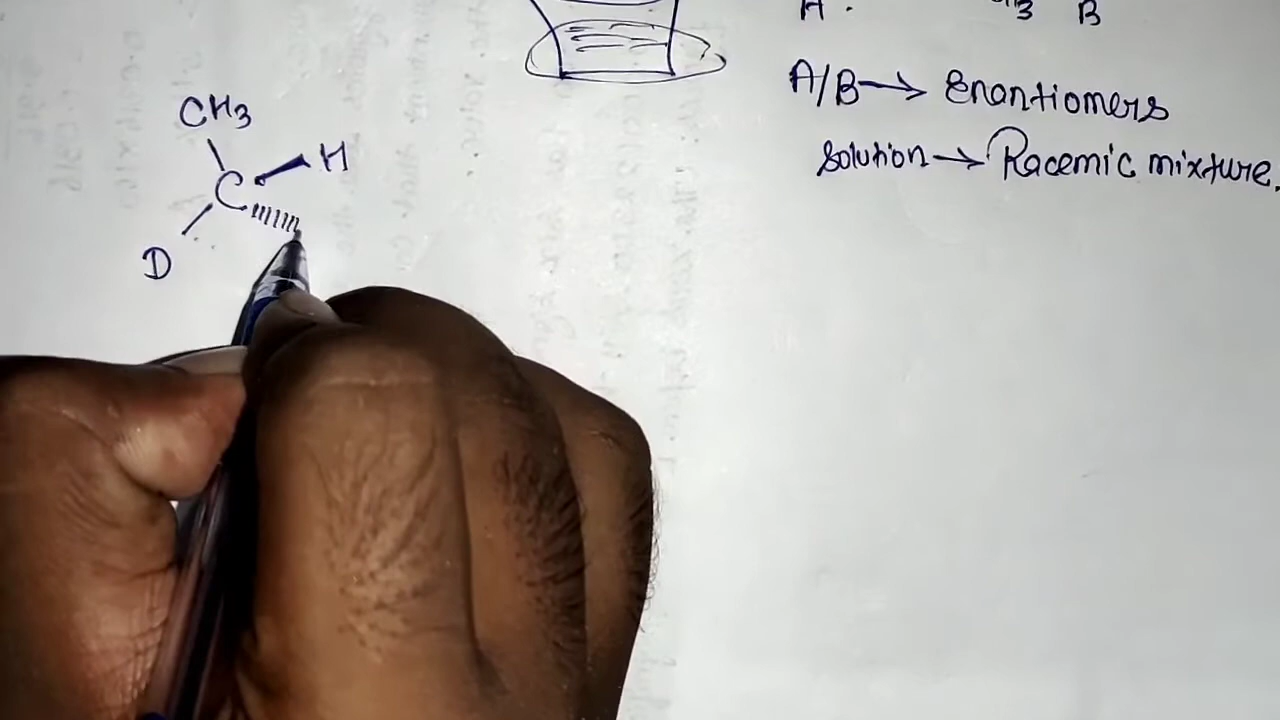 A/B → Enantiomers
Solution → Racemic mixture.
CH3
C H
D